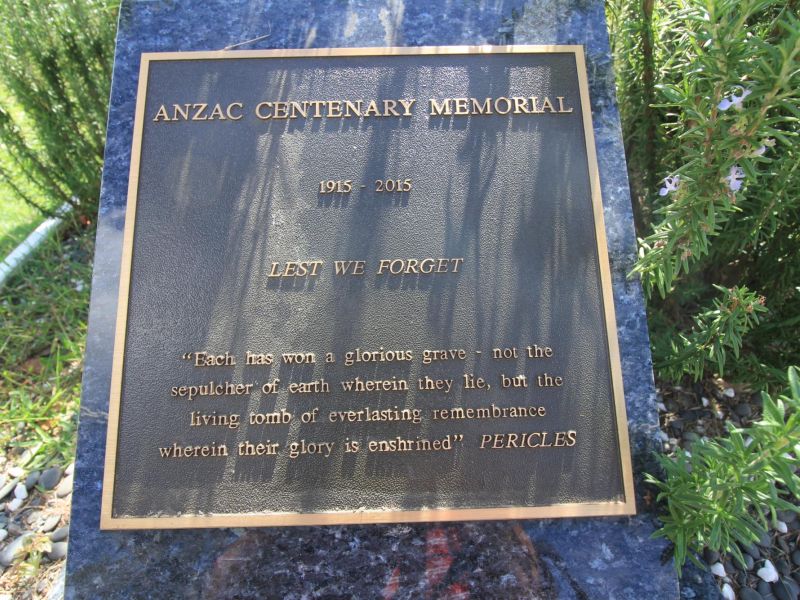 ANZAC CENTENARY MEMORIAL
1915 - 2015
LEST WE FORGET
“Each has won a glorious grave - not the
sepulcher of earth wherein they lie, but the
living tomb of everlasting remembrance
wherein their glory is enshrined” PERICLES